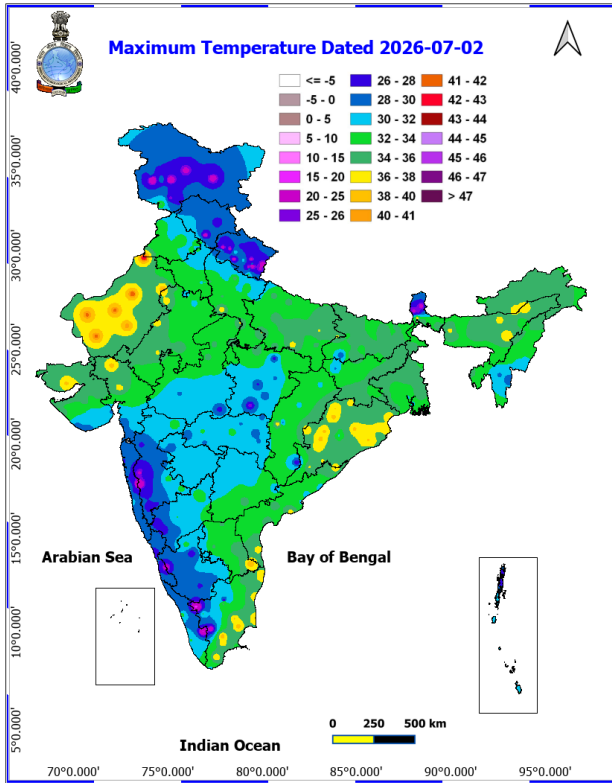 Maximum Temperature Dated 2026-07-02
<= -5
-5 - 0
0 - 5
5 - 10
10 - 15
15 - 20
20 - 25
25 - 26
26 - 28
28 - 30
30 - 32
32 - 34
34 - 36
36 - 38
38 - 40
40 - 41
41 - 42
42 - 43
43 - 44
44 - 45
45 - 46
46 - 47
> 47
40°0.000'
35°0.000'
30°0.000'
25°0.000'
20°0.000'
15°0.000'
10°0.000'
5°0.000'
Arabian Sea
Bay of Bengal
Indian Ocean
0 250 500 km
70°0.000' 75°0.000' 80°0.000' 85°0.000' 90°0.000' 95°0.000'